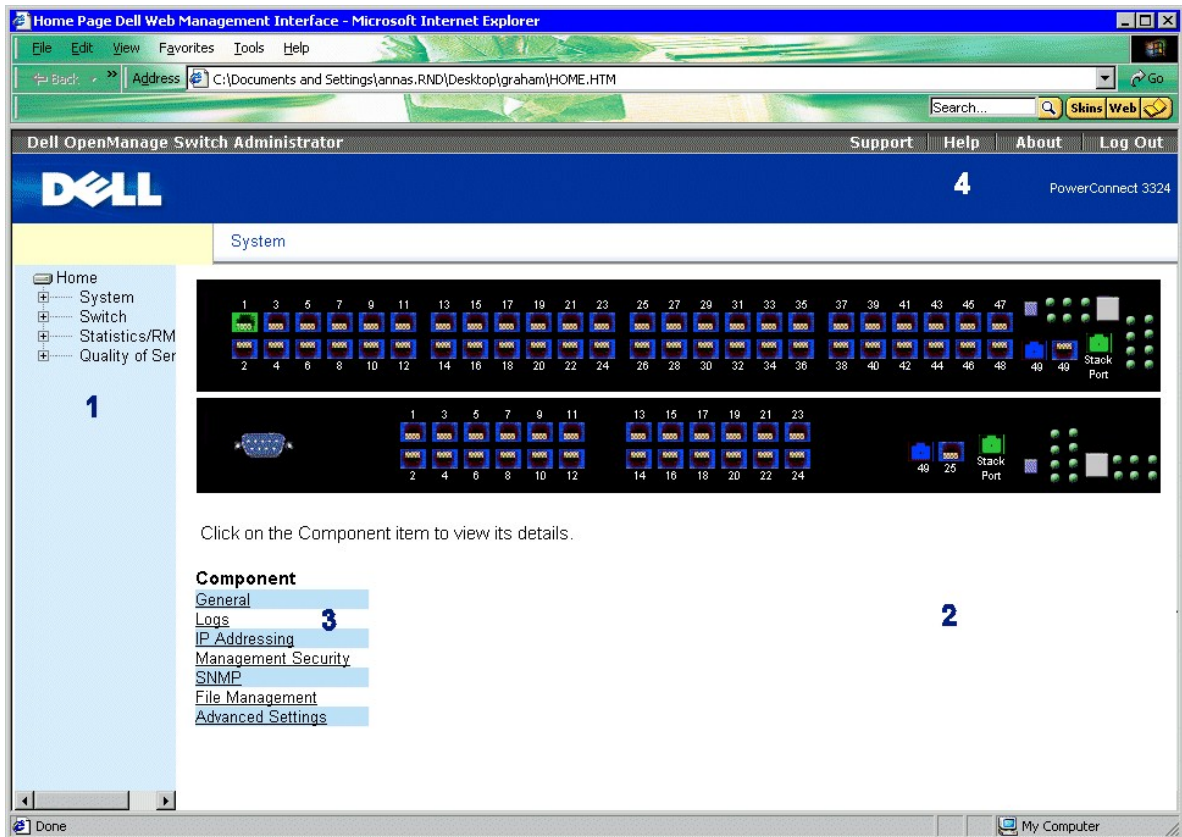 Home Page Dell Web Management Interface - Microsoft Internet Explorer
File Edit View Favorites Tools Help
Back » Address C:\Documents and Settings\annas.RND\Desktop\graham\HOME.HTM Go
Search... Skins Web
Dell OpenManage Switch Administrator Support Help About Log Out
DELL 4 PowerConnect 3324
System
Home
System
Switch
Statistics/RM
Quality of Ser
1
1 3 5 7 9 11 13 15 17 19 21 23 25 27 29 31 33 35 37 39 41 43 45 47
2 4 6 8 10 12 14 16 18 20 22 24 26 28 30 32 34 36 38 40 42 44 46 48 49 49 Stack
Port
1 3 5 7 9 11 13 15 17 19 21 23
2 4 6 8 10 12 14 16 18 20 22 24 49 25 Stack
Port
Click on the Component item to view its details.
Component
General
Logs
3
2
IP Addressing
Management Security
SNMP
File Management
Advanced Settings
Done My Computer